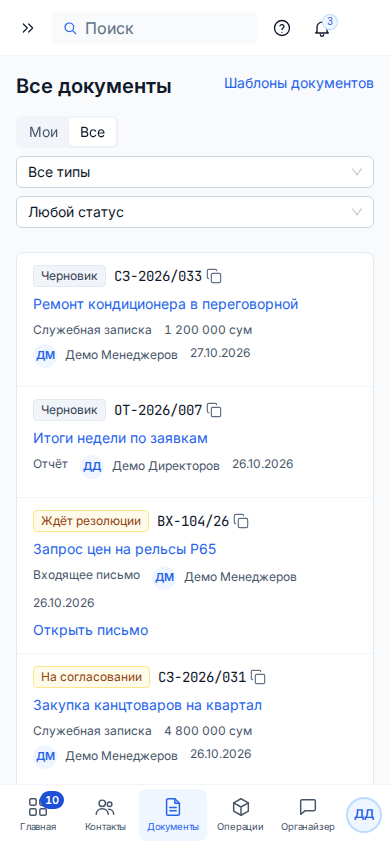 Поиск
3
Все документы
Шаблоны документов
Мои Все
Все типы
Любой статус
Черновик СЗ-2026/033
Ремонт кондиционера в переговорной
Служебная записка 1 200 000 сум
ДМ Демо Менеджеров 27.10.2026
Черновик ОТ-2026/007
Итоги недели по заявкам
Отчёт ДД Демо Директоров 26.10.2026
Ждёт резолюции ВХ-104/26
Запрос цен на рельсы Р65
Входящее письмо ДМ Демо Менеджеров
26.10.2026
Открыть письмо
На согласовании СЗ-2026/031
Закупка канцтоваров на квартал
Служебная записка 4 800 000 сум
ДМ Демо Менеджеров 26.10.2026
10
Главная Контакты Документы Операции Органайзер ДД